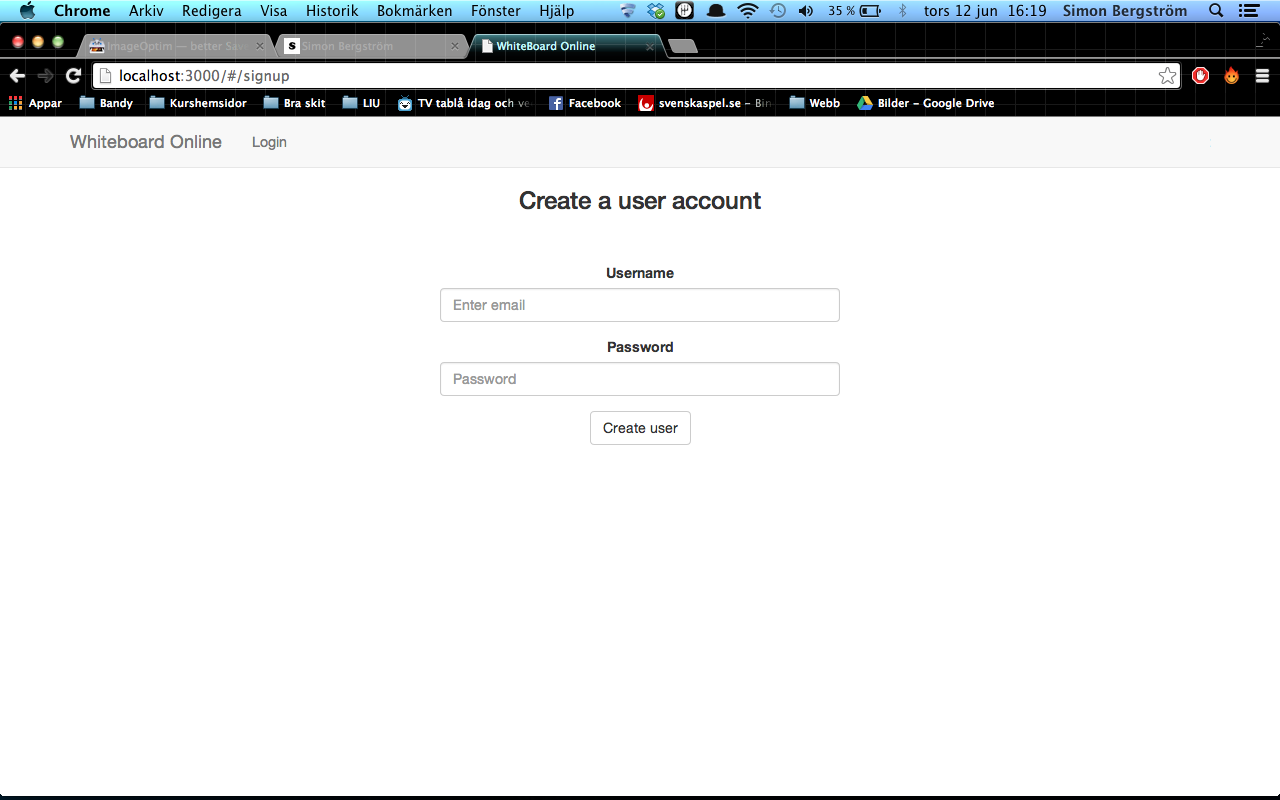 Chrome Arkiv Redigera Visa Historik Bokmärken Fönster Hjälp 35 % tors 12 jun 16:19 Simon Bergström
ImageOptim — better Sav S Simon Bergström WhiteBoard Online
localhost:3000/#/signup
Appar Bandy Kurshemsidor Bra skit LIU TV tablå idag och ve Facebook svenskaspel.se – Bin Webb Bilder – Google Drive
Whiteboard Online Login
Create a user account
Username
Enter email
Password
Password
Create user